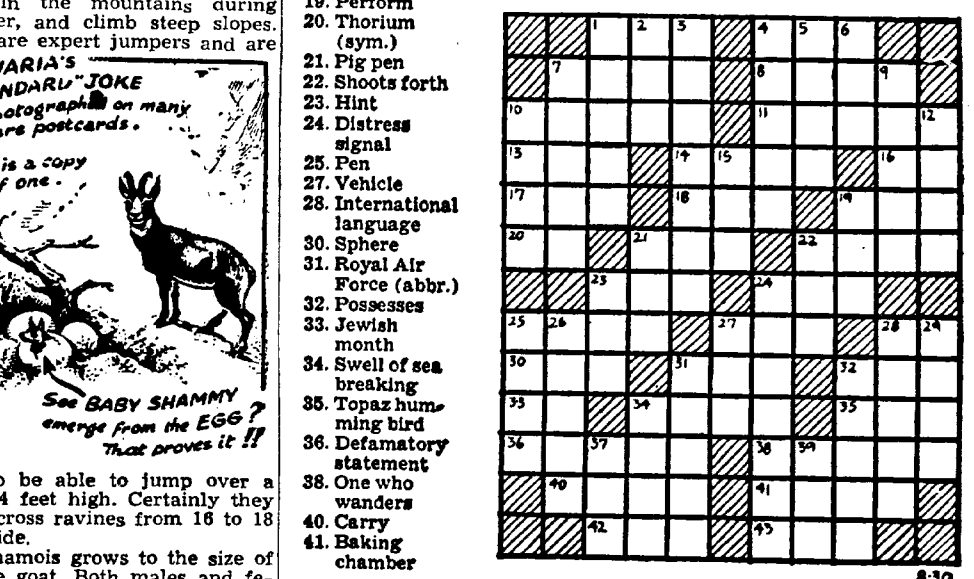 in the mountains during
er, and climb steep slopes.
are expert jumpers and are
VARIA'S
NDARU" JOKE
on many
are postcards.
is a copy
f one.
See BABY SHAMMY
emerge from the EGG?
That proves it!!
o be able to jump over a
4 feet high. Certainly they
cross ravines from 16 to 18
ide.
hamois grows to the size of
e goat. Both males and fe-
19. Perform
20. Thorium
(sym.)
21. Pig pen
22. Shoots forth
23. Hint
24. Distress
signal
25. Pen
27. Vehicle
28. International
language
30. Sphere
31. Royal Air
Force (abbr.)
32. Possesses
33. Jewish
month
34. Swell of sea
breaking
35. Topaz hum-
ming bird
36. Defamatory
statement
38. One who
wanders
40. Carry
41. Baking
chamber
1 2 3 4 5 6
7 8 9
10 11 12
13 14 15 16
17 18 19
20 21 22
23 24
25 26 27 28 29
30 31 32
33 34 35
36 37 38 39
40 41
42 43
8-30